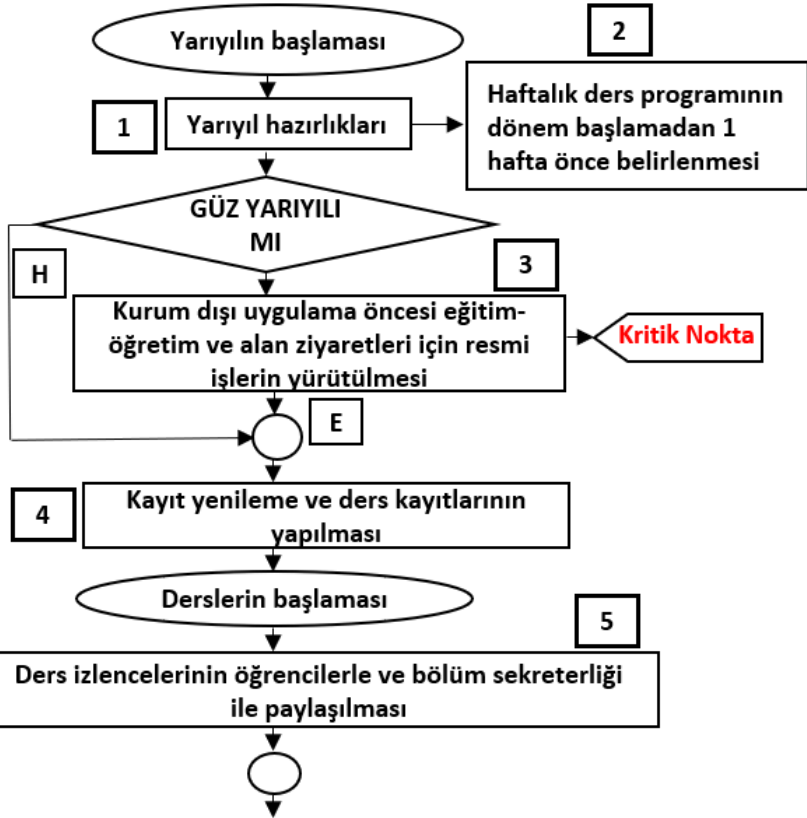 Yarıyılın başlaması
2
1
Yarıyıl hazırlıkları
Haftalık ders programının
dönem başlamadan 1
hafta önce belirlenmesi
GÜZ YARIYILI
MI
H
3
Kurum dışı uygulama öncesi eğitim-
öğretim ve alan ziyaretleri için resmi
işlerin yürütülmesi
Kritik Nokta
E
4
Kayıt yenileme ve ders kayıtlarının
yapılması
Derslerin başlaması
5
Ders izlencelerinin öğrencilerle ve bölüm sekreterliği
ile paylaşılması